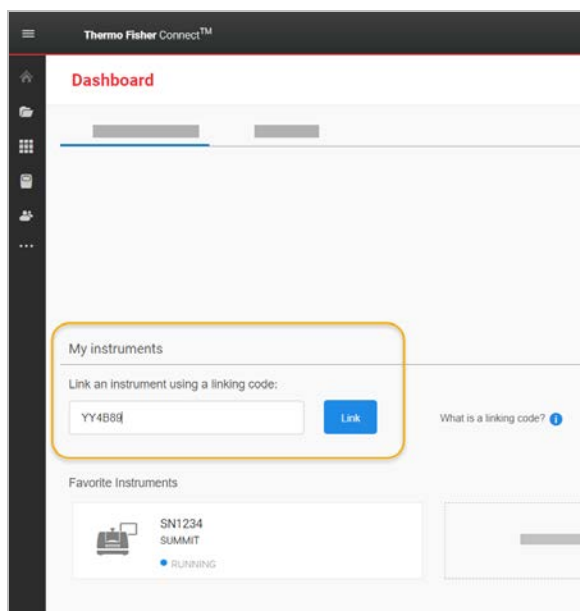 Thermo Fisher Connect™
Dashboard
My instruments
Link an instrument using a linking code:
YY4B89
Link
What is a linking code?
Favorite Instruments
SN1234
SUMMIT
RUNNING